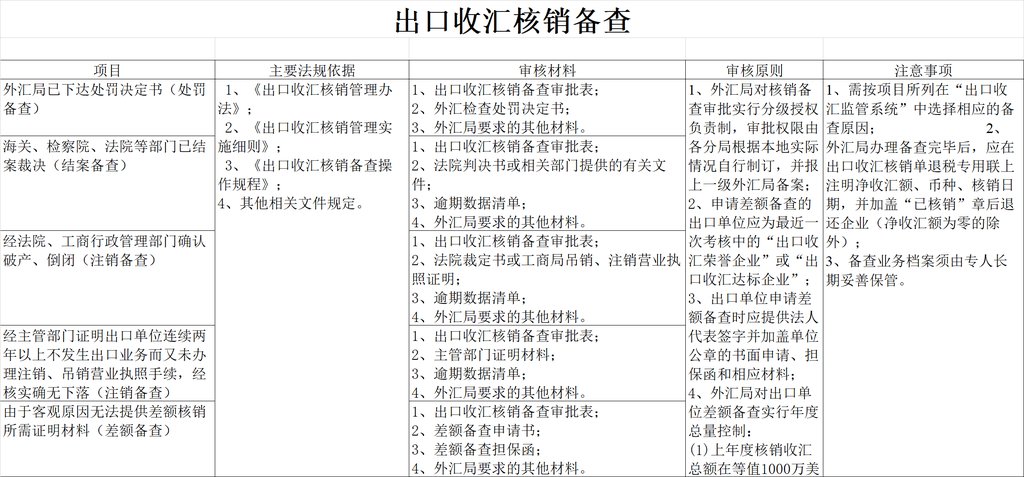 出口收汇核销备查
项目
主要法规依据
审核材料
审核原则
注意事项
外汇局已下达处罚决定书（处罚
备查）
海关、检察院、法院等部门已结
案裁决（结案备查）
经法院、工商行政管理部门确认
破产、倒闭（注销备查）
经主管部门证明出口单位连续两
年以上不发生出口业务而又未办
理注销、吊销营业执照手续，经
核实确无下落（注销备查）
由于客观原因无法提供差额核销
所需证明材料（差额备查）
1、《出口收汇核销管理办
法》；
2、《出口收汇核销管理实
施细则》；
3、《出口收汇核销备查操
作规程》；
4、其他相关文件规定。
1、出口收汇核销备查审批表；
2、外汇检查处罚决定书；
3、外汇局要求的其他材料。
1、出口收汇核销备查审批表；
2、法院判决书或相关部门提供的有关文
件；
3、逾期数据清单；
4、外汇局要求的其他材料。
1、出口收汇核销备查审批表；
2、法院裁定书或工商局吊销、注销营业执
照证明；
3、逾期数据清单；
4、外汇局要求的其他材料。
1、出口收汇核销备查审批表；
2、主管部门证明材料；
3、逾期数据清单；
4、外汇局要求的其他材料。
1、出口收汇核销备查审批表；
2、差额备查申请书；
3、差额备查担保函；
4、外汇局要求的其他材料。
1、外汇局对核销备
查审批实行分级授权
负责制，审批权限由
各分局根据本地实际
情况自行制订，并报
上一级外汇局备案；
2、申请差额备查的
出口单位应为最近一
次考核中的“出口收
汇荣誉企业”或“出
口收汇达标企业”；
3、出口单位申请差
额备查时应提供法人
代表签字并加盖单位
公章的书面申请、担
保函和相应材料；
4、外汇局对出口单
位差额备查实行年度
总量控制：
(1)上年度核销收汇
总额在等值1000万美
1、需按项目所列在“出口收
汇监管系统”中选择相应的备
查原因； 2、
外汇局办理备查完毕后，应在
出口收汇核销单退税专用联上
注明净收汇额、币种、核销日
期，并加盖“已核销”章后退
还企业（净收汇额为零的除
外）；
3、备查业务档案须由专人长
期妥善保管。